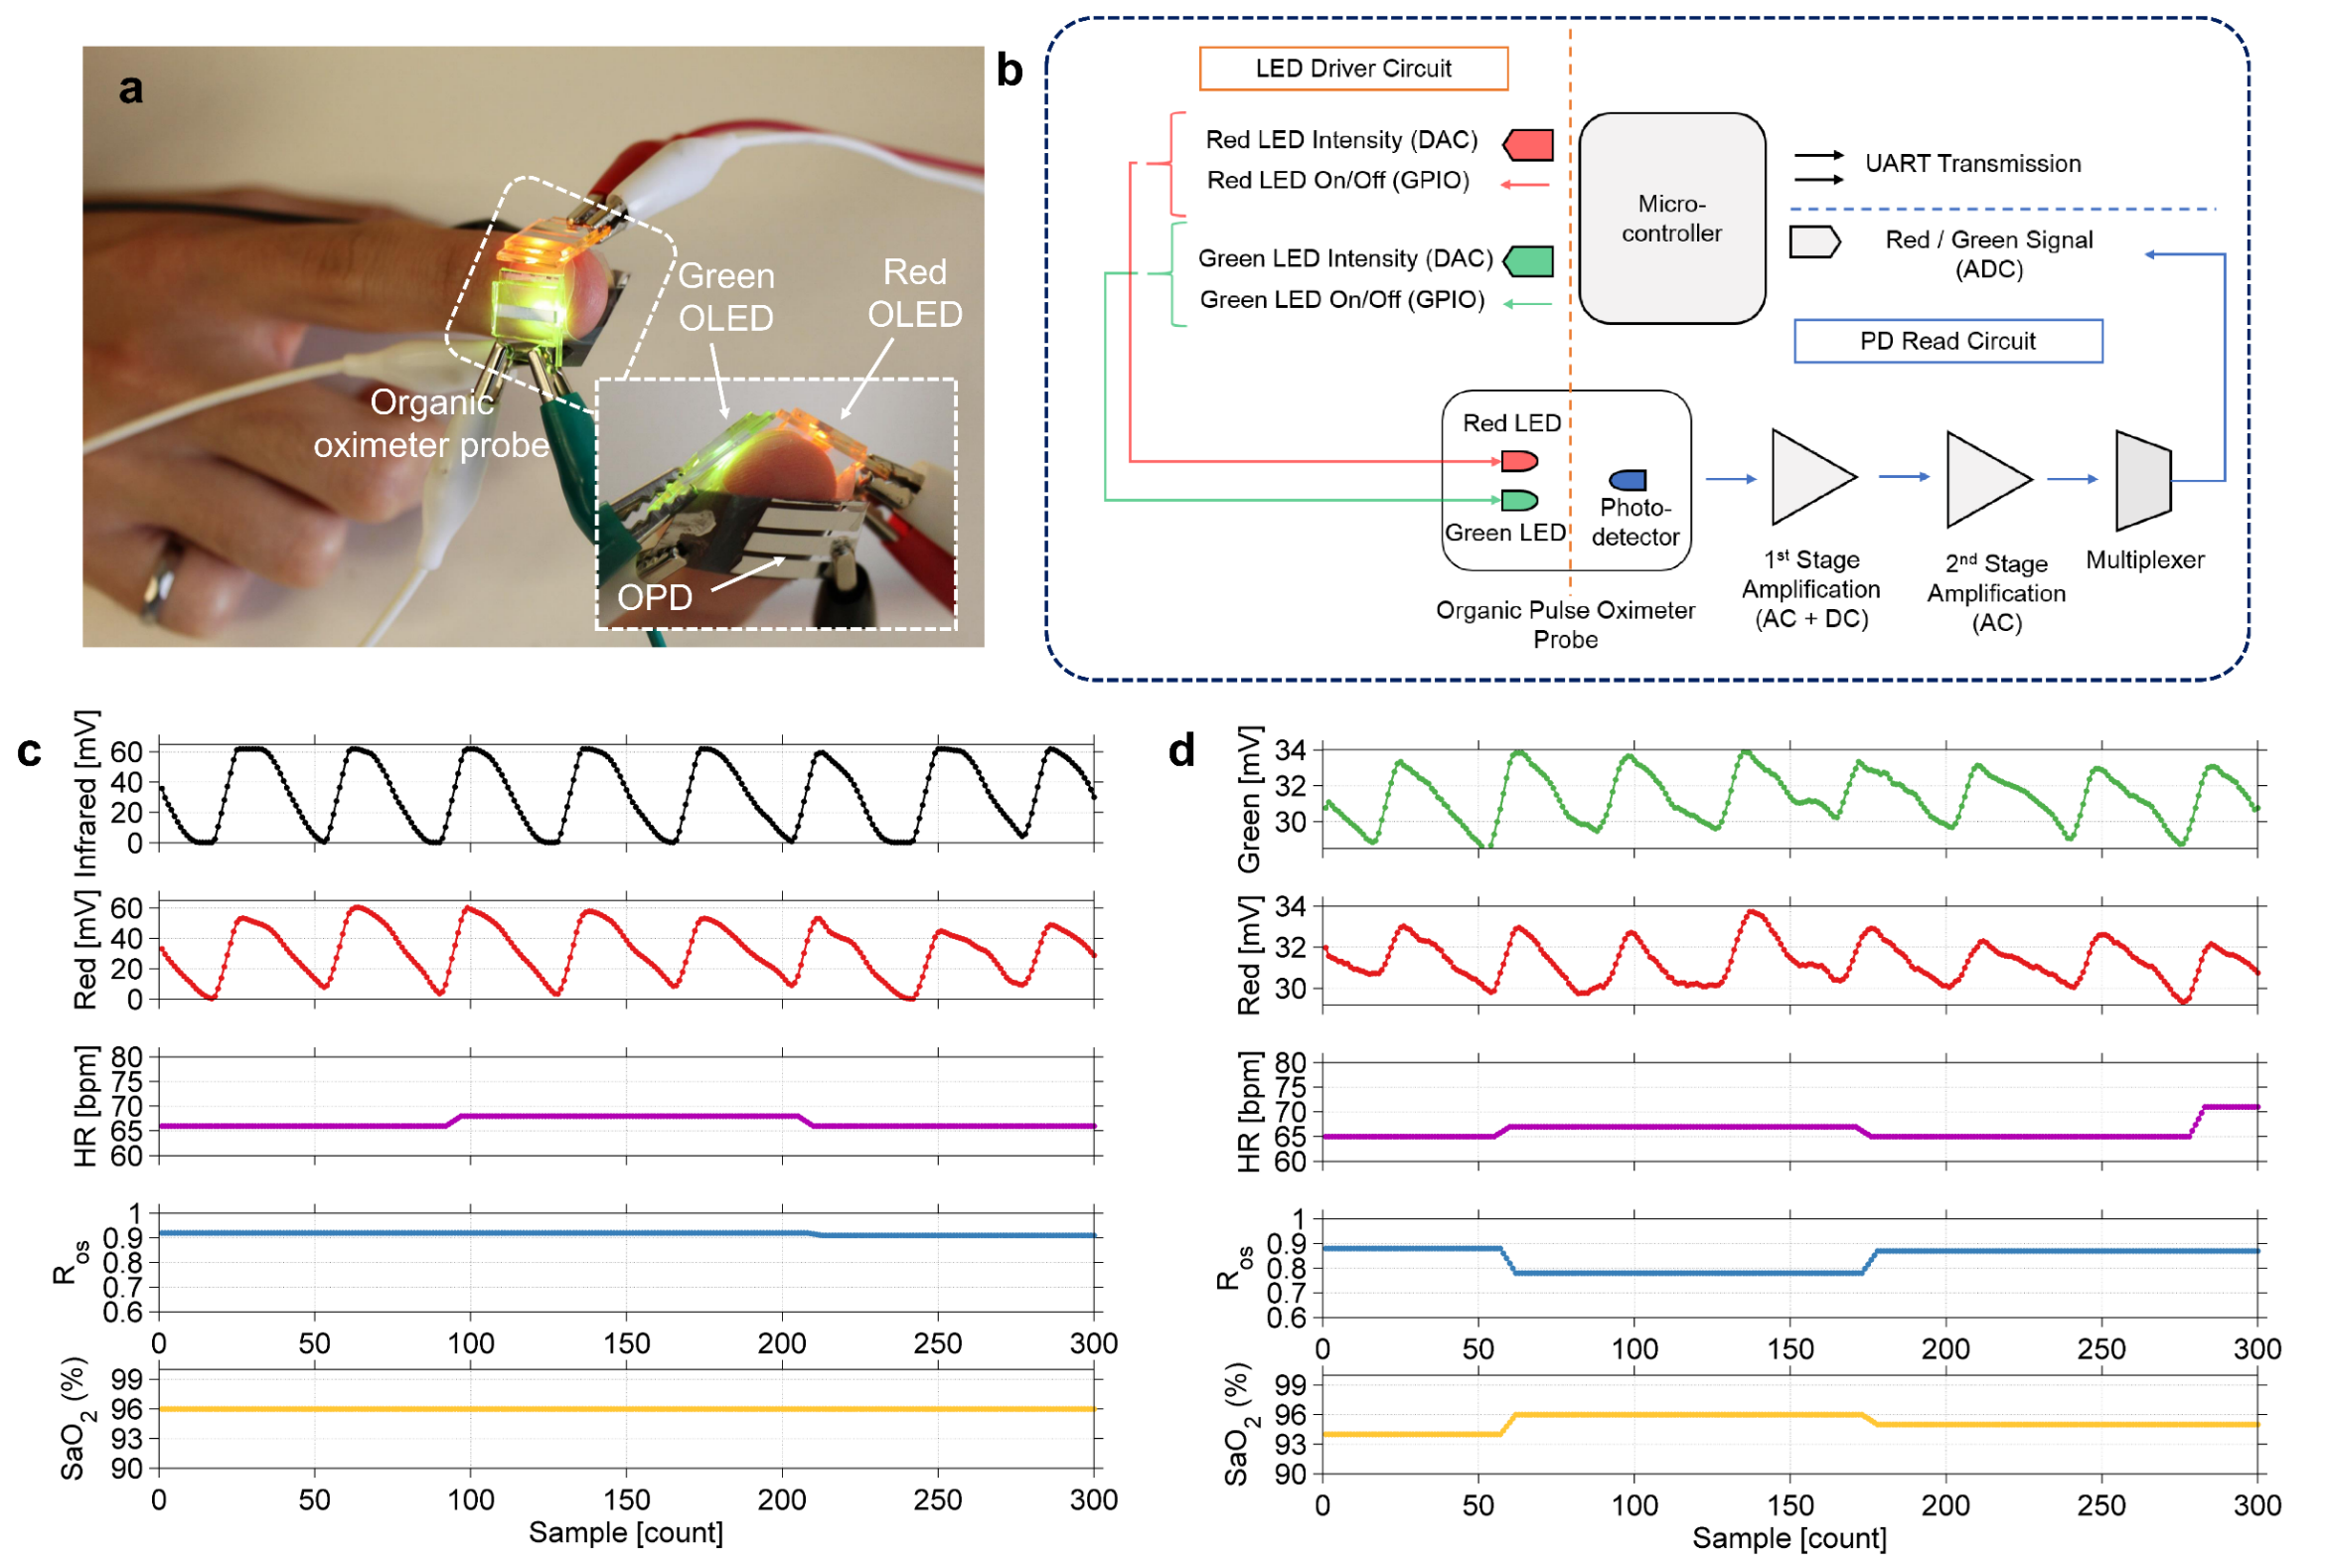 a
Green
OLED
Red
OLED
Organic
oximeter probe
OPD
b
LED Driver Circuit
Red LED Intensity (DAC)
Red LED On/Off (GPIO)
Green LED Intensity (DAC)
Green LED On/Off (GPIO)
Micro-
controller
UART Transmission
Red / Green Signal
(ADC)
PD Read Circuit
Red LED
Green LED
Photo-
detector
Organic Pulse Oximeter
Probe
1st Stage
Amplification
(AC + DC)
2nd Stage
Amplification
(AC)
Multiplexer
c
Infrared [mV]
60
40
20
0
Red [mV]
60
40
20
0
HR [bpm]
80
75
70
65
60
Ros
1
0.9
0.8
0.7
0.6
0 50 100 150 200 250 300
SaO2 (%)
99
96
93
90
0 50 100 150 200 250 300
Sample [count]
d
Green [mV]
34
32
30
Red [mV]
34
32
30
HR [bpm]
80
75
70
65
60
Ros
1
0.9
0.8
0.7
0.6
0 50 100 150 200 250 300
SaO2 (%)
99
96
93
90
0 50 100 150 200 250 300
Sample [count]